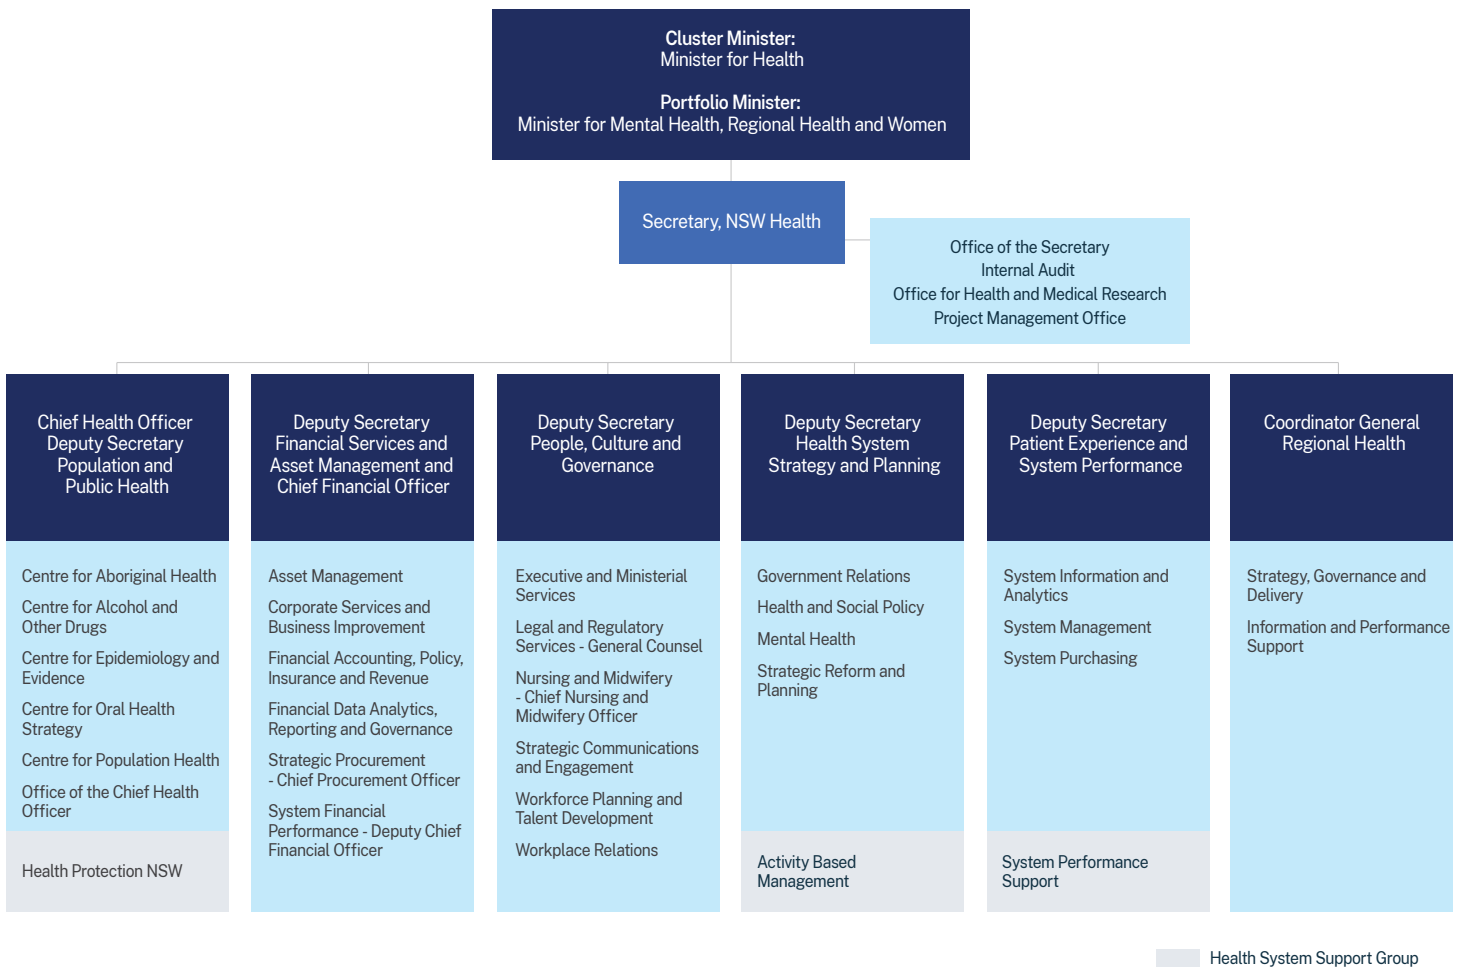 Cluster Minister:
Minister for Health
Portfolio Minister:
Minister for Mental Health, Regional Health and Women
Secretary, NSW Health
Office of the Secretary
Internal Audit
Office for Health and Medical Research
Project Management Office
Chief Health Officer
Deputy Secretary
Population and
Public Health
Centre for Aboriginal Health
Centre for Alcohol and
Other Drugs
Centre for Epidemiology and
Evidence
Centre for Oral Health
Strategy
Centre for Population Health
Office of the Chief Health
Officer
Health Protection NSW
Deputy Secretary
Financial Services and
Asset Management and
Chief Financial Officer
Asset Management
Corporate Services and
Business Improvement
Financial Accounting, Policy,
Insurance and Revenue
Financial Data Analytics,
Reporting and Governance
Strategic Procurement
- Chief Procurement Officer
System Financial
Performance - Deputy Chief
Financial Officer
Deputy Secretary
People, Culture and
Governance
Executive and Ministerial
Services
Legal and Regulatory
Services - General Counsel
Nursing and Midwifery
- Chief Nursing and
Midwifery Officer
Strategic Communications
and Engagement
Workforce Planning and
Talent Development
Workplace Relations
Deputy Secretary
Health System
Strategy and Planning
Government Relations
Health and Social Policy
Mental Health
Strategic Reform and
Planning
Activity Based
Management
Deputy Secretary
Patient Experience and
System Performance
System Information and
Analytics
System Management
System Purchasing
System Performance
Support
Coordinator General
Regional Health
Strategy, Governance and
Delivery
Information and Performance
Support
Health System Support Group